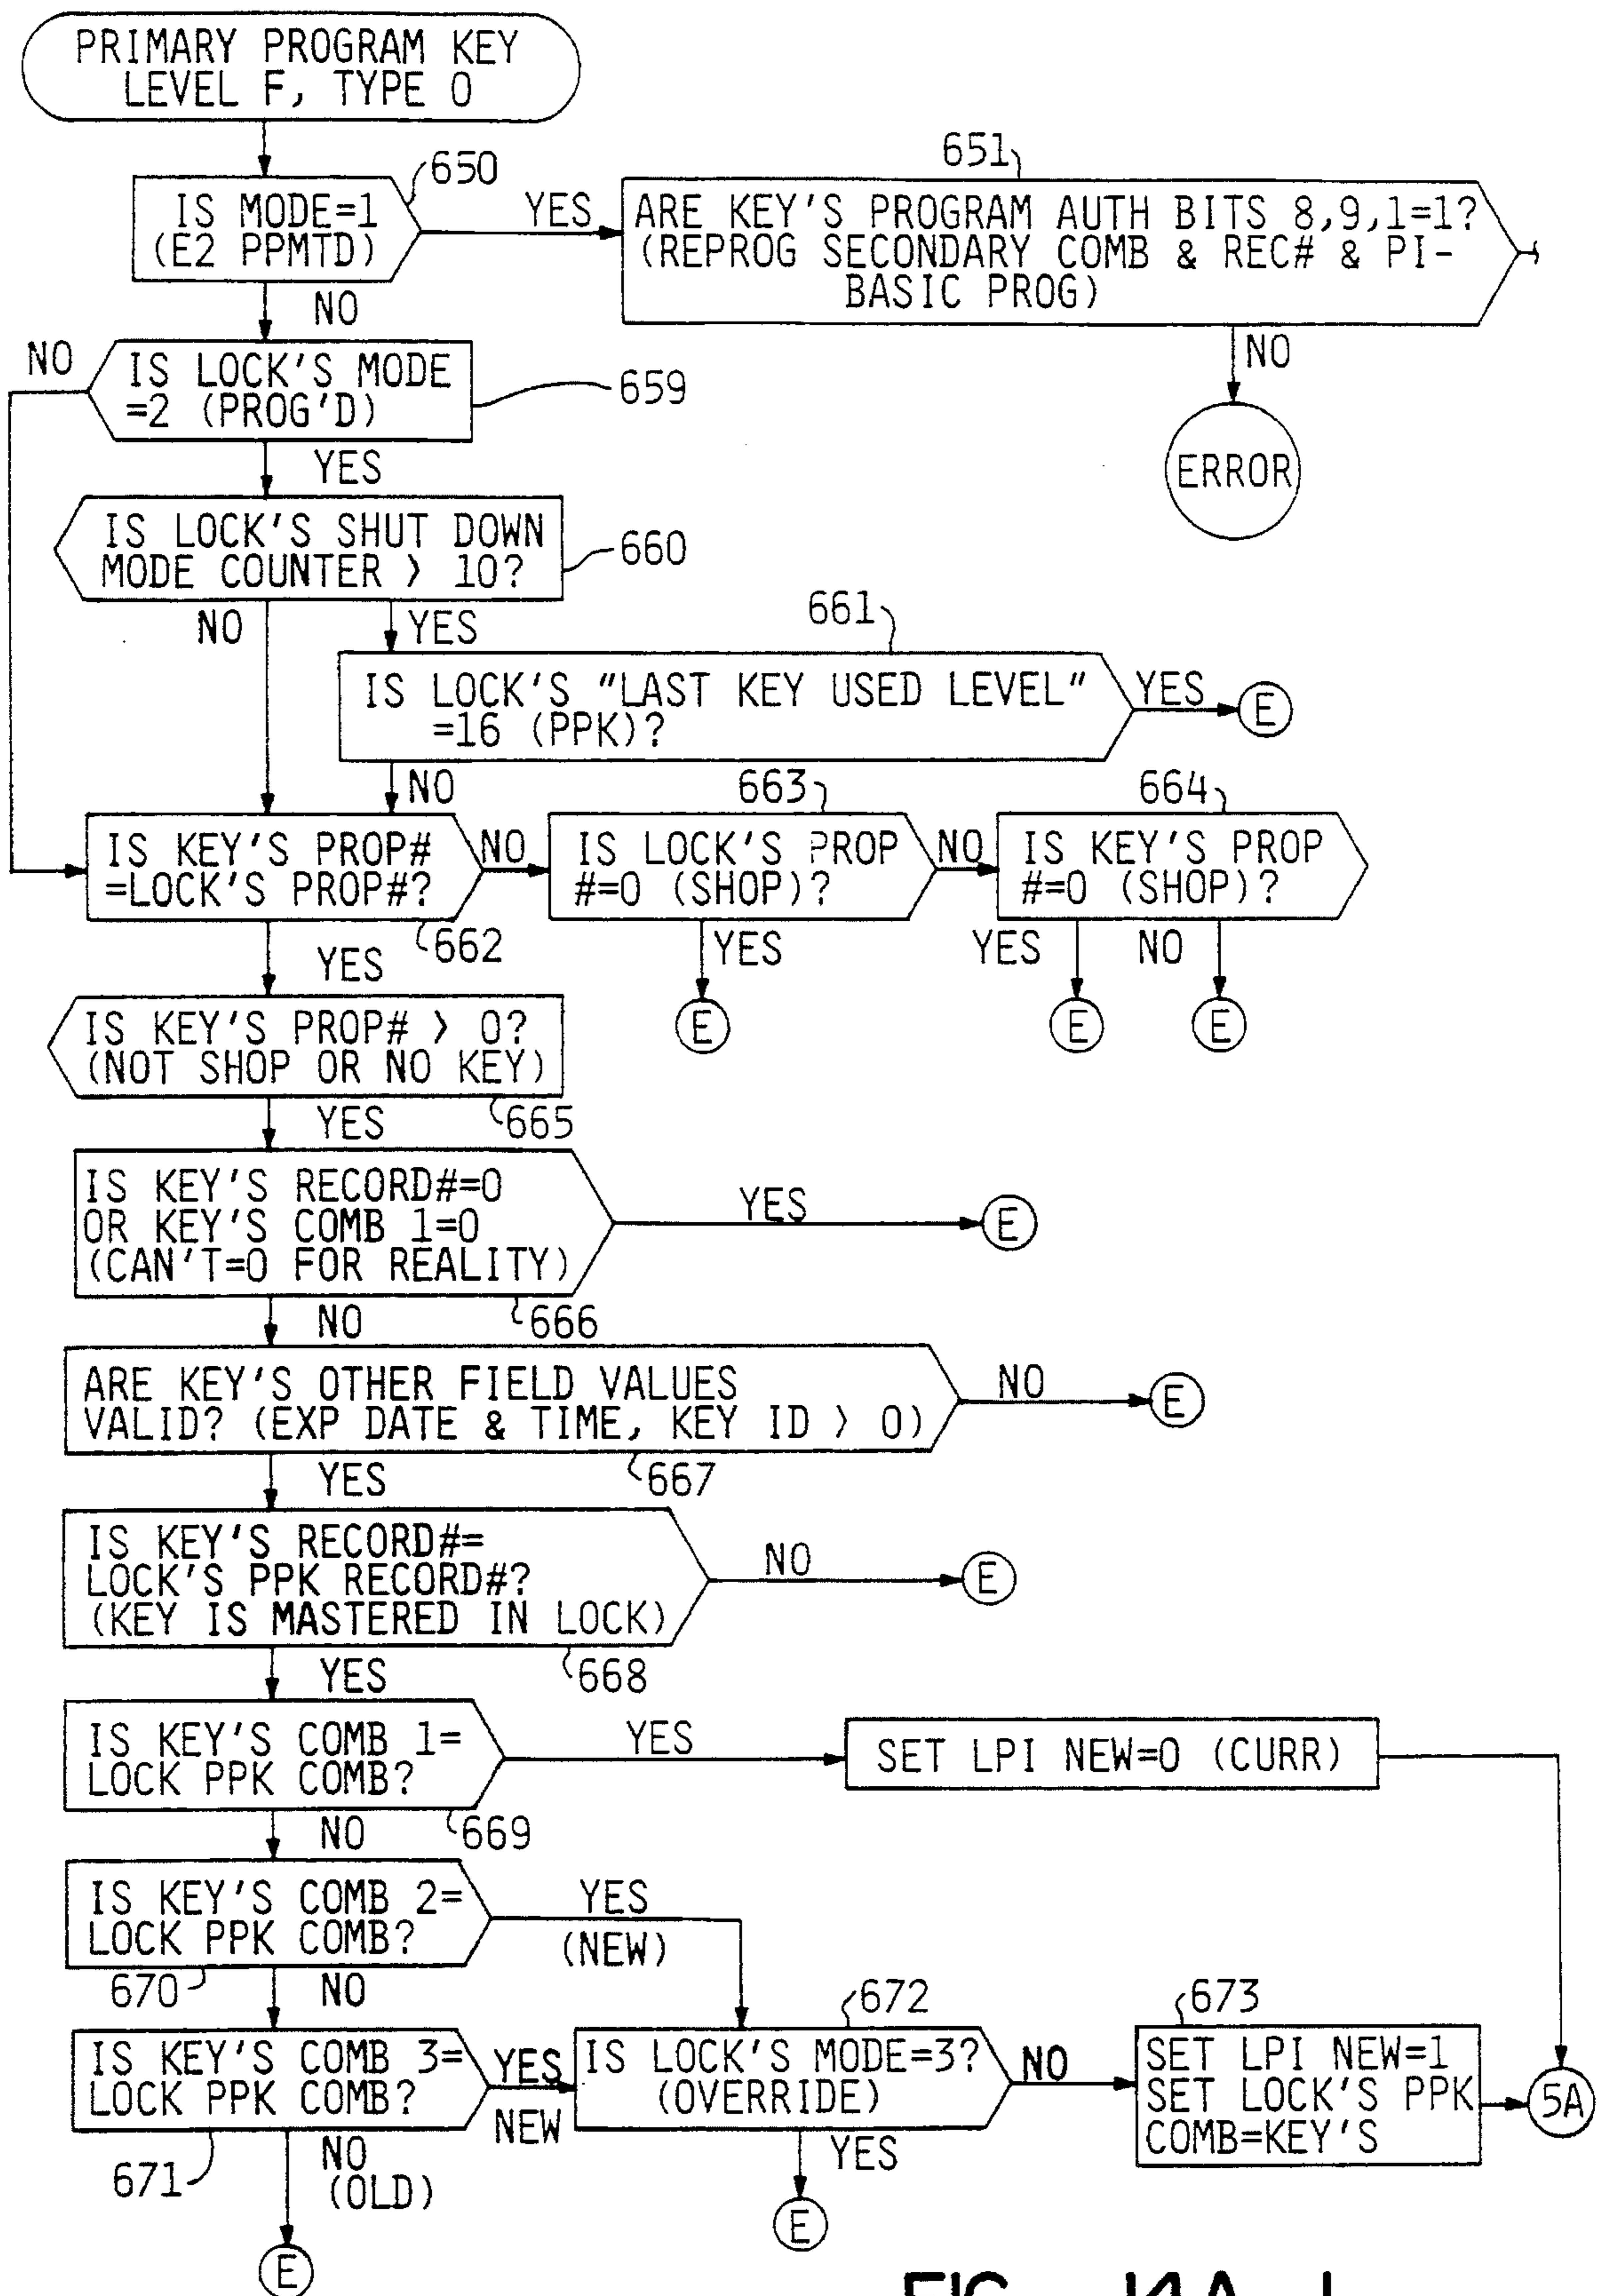 PRIMARY PROGRAM KEY
LEVEL F, TYPE 0
650
IS MODE=1
(E2 PPMTD)
YES
NO
651
ARE KEY'S PROGRAM AUTH BITS 8,9,1=1?
(REPROG SECONDARY COMB & REC# & PI-
BASIC PROG)
NO
ERROR
NO
IS LOCK'S MODE
=2 (PROG'D)
659
YES
IS LOCK'S SHUT DOWN
MODE COUNTER > 10?
660
NO
YES
661
IS LOCK'S "LAST KEY USED LEVEL"
=16 (PPK)?
YES
E
NO
IS KEY'S PROP#
=LOCK'S PROP#?
662
NO
663
IS LOCK'S PROP
#=0 (SHOP)?
NO
664
IS KEY'S PROP
#=0 (SHOP)?
YES
YES
E
YES
NO
E
E
IS KEY'S PROP# > 0?
(NOT SHOP OR NO KEY)
665
YES
IS KEY'S RECORD#=0
OR KEY'S COMB 1=0
(CAN'T=0 FOR REALITY)
666
YES
E
NO
ARE KEY'S OTHER FIELD VALUES
VALID? (EXP DATE & TIME, KEY ID > 0)
667
NO
E
YES
IS KEY'S RECORD#=
LOCK'S PPK RECORD#?
(KEY IS MASTERED IN LOCK)
668
NO
E
YES
IS KEY'S COMB 1=
LOCK PPK COMB?
669
YES
SET LPI NEW=0 (CURR)
NO
IS KEY'S COMB 2=
LOCK PPK COMB?
670
YES
(NEW)
NO
IS KEY'S COMB 3=
LOCK PPK COMB?
671
YES
NEW
672
IS LOCK'S MODE=3?
(OVERRIDE)
NO
673
SET LPI NEW=1
SET LOCK'S PPK
COMB=KEY'S
5A
NO
(OLD)
E
YES
E